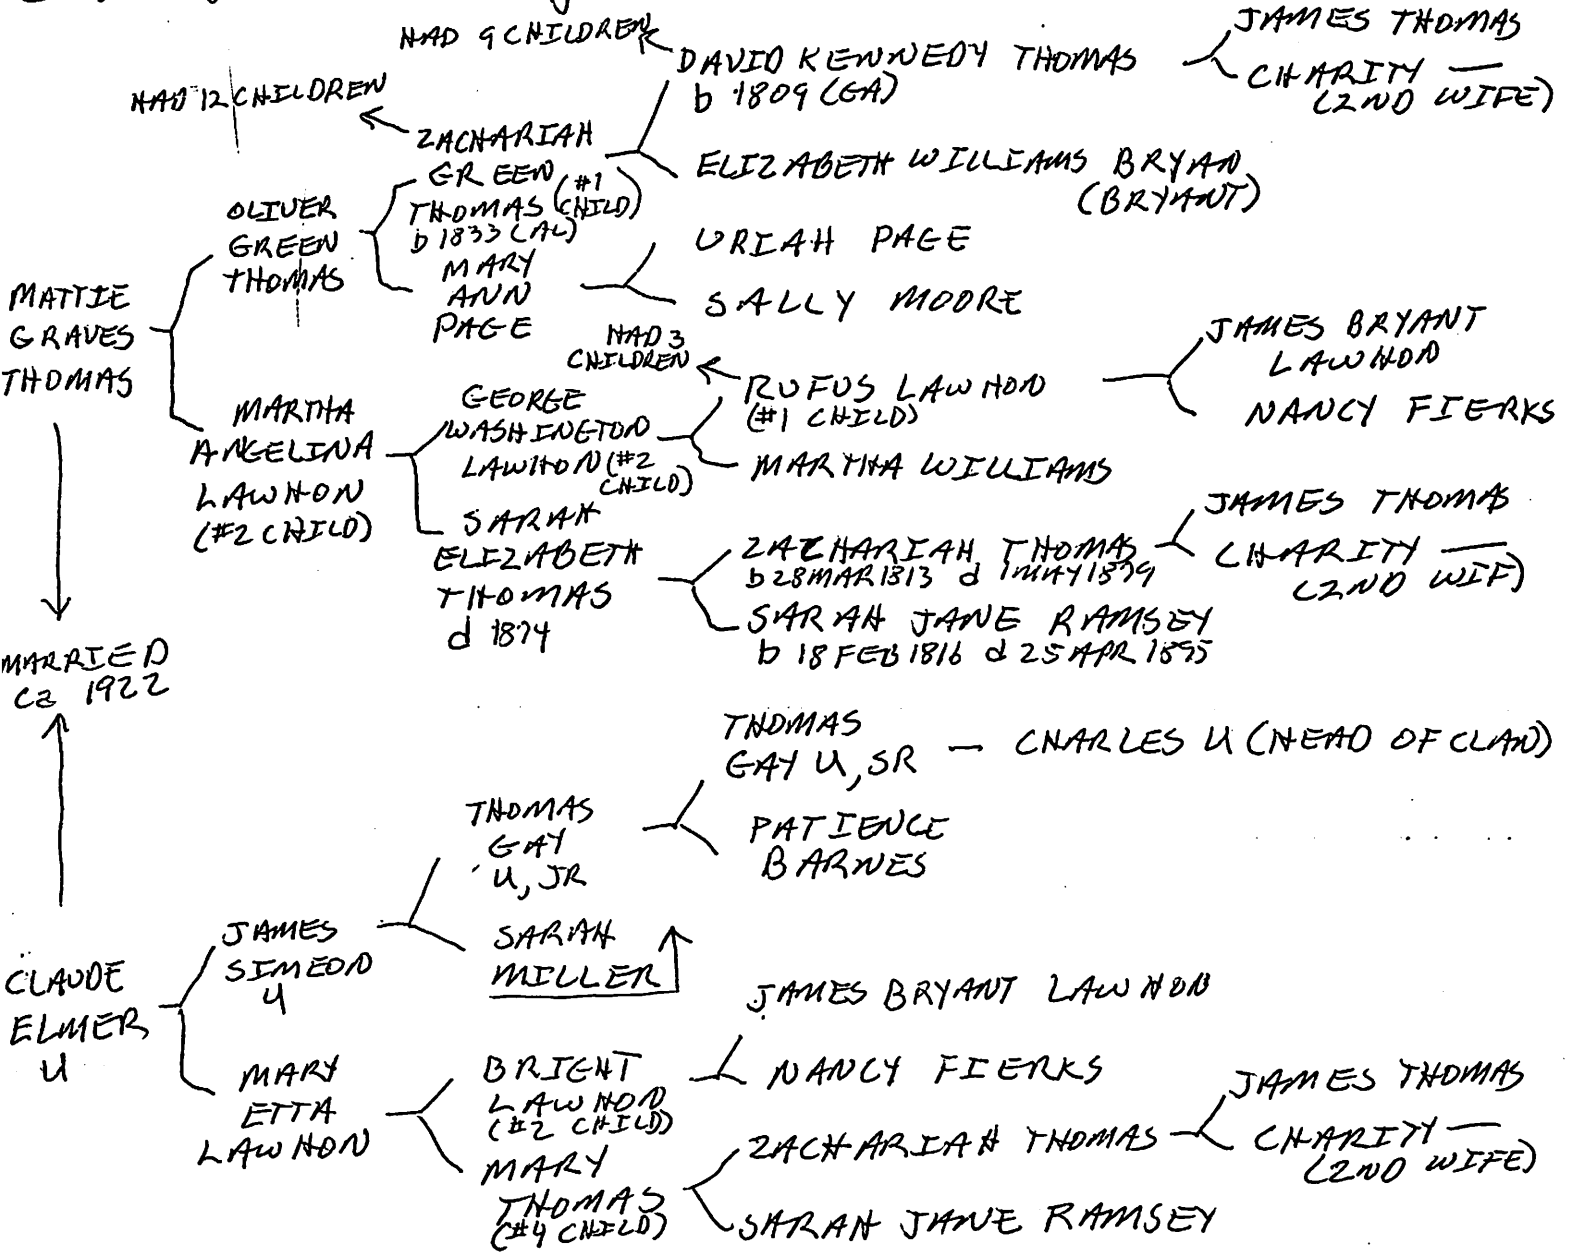 HAD 9 CHILDREN
DAVID KENNEDY THOMAS
b 1809 (GA)
JAMES THOMAS
CHARITY —
(2ND WIFE)
HAD 12 CHILDREN
ZACHARIAH
GREEN (#1
THOMAS CHILD)
b 1833 (AL)
ELIZABETH WILLIAMS BRYAN
(BRYANT)
OLIVER
GREEN
THOMAS
MARY
ANN
PAGE
URIAH PAGE
SALLY MOORE
MATTIE
GRAVES
THOMAS
HAD 3
CHILDREN
RUFUS LAWHON
(#1 CHILD)
JAMES BRYANT
LAWHON
NANCY FIERKS
MARTHA
ANGELINA
LAWHON
(#2 CHILD)
GEORGE
WASHINGTON
LAWHON (#2
CHILD)
MARTHA WILLIAMS
SARAH
ELIZABETH
THOMAS
d 1874
ZACHARIAH THOMAS
b 28 MAR 1813 d 1 MAY 1879
JAMES THOMAS
CHARITY —
(2ND WIF)
SARAH JANE RAMSEY
b 18 FEB 1816 d 25 APR 1895
MARRIED
ca 1922
THOMAS
GAY U, SR — CHARLES U (HEAD OF CLAN)
THOMAS
GAY
U, JR
PATIENCE
BARNES
JAMES
SIMEON
U
SARAH
MILLER
CLAUDE
ELMER
U
JAMES BRYANT LAWHON
MARY
ETTA
LAWHON
BRIGHT
LAWHON
(#2 CHILD)
NANCY FIERKS
MARY
THOMAS
(#4 CHILD)
ZACHARIAH THOMAS
JAMES THOMAS
CHARITY —
(2ND WIFE)
SARAH JANE RAMSEY